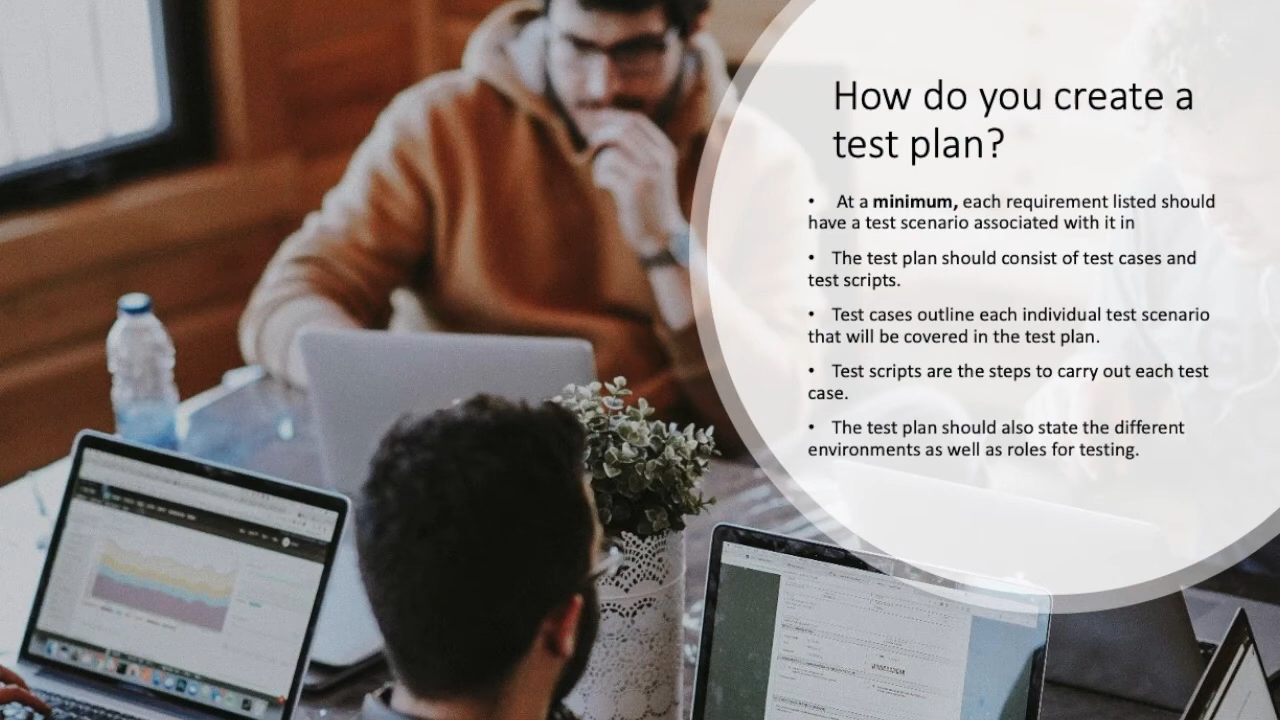 How do you create a
test plan?
• At a minimum, each requirement listed should
have a test scenario associated with it in
• The test plan should consist of test cases and
test scripts.
• Test cases outline each individual test scenario
that will be covered in the test plan.
• Test scripts are the steps to carry out each test
case.
• The test plan should also state the different
environments as well as roles for testing.